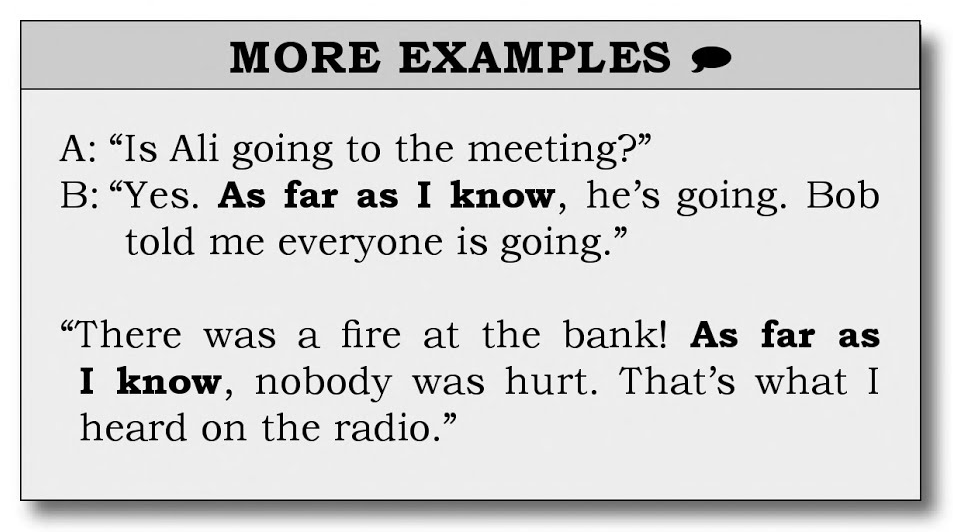 MORE EXAMPLES
A: “Is Ali going to the meeting?”
B: “Yes. As far as I know, he’s going. Bob
told me everyone is going.”
“There was a fire at the bank! As far as
I know, nobody was hurt. That’s what I
heard on the radio.”